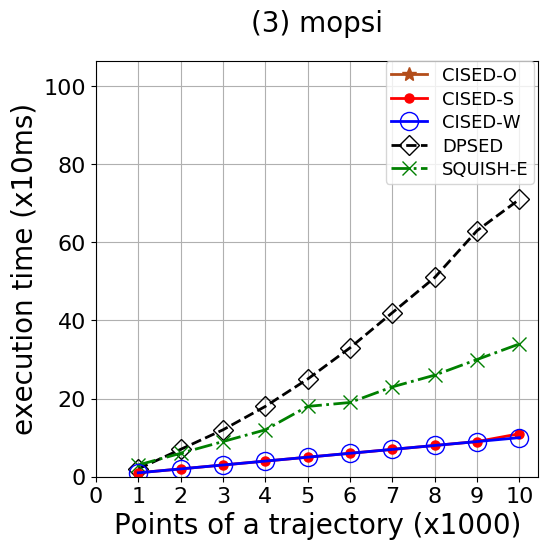 (3) mopsi
execution time (x10ms)
100
80
60
40
20
0
CISED-O
CISED-S
CISED-W
DPSED
SQUISH-E
0 1 2 3 4 5 6 7 8 9 10
Points of a trajectory (x1000)